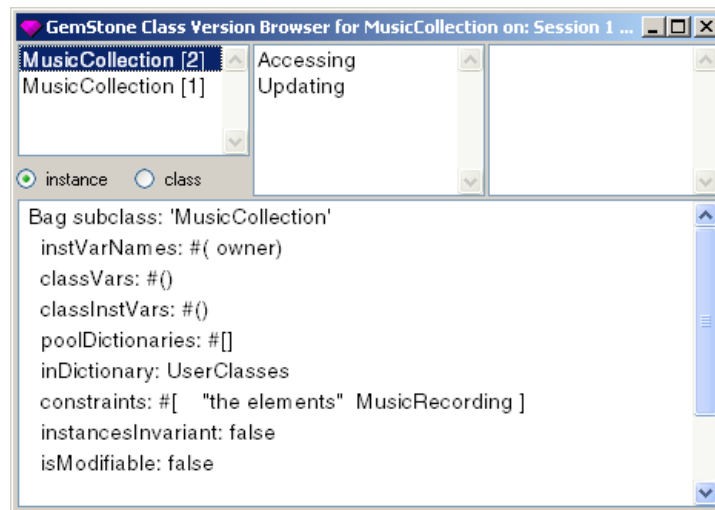 GemStone Class Version Browser for MusicCollection on: Session 1 ...
MusicCollection [2]
MusicCollection [1]
instance
class
Accessing
Updating
Bag subclass: 'MusicCollection'
instVarNames: #( owner)
classVars: #()
classInstVars: #()
poolDictionaries: #[]
inDictionary: UserClasses
constraints: #[ "the elements" MusicRecording ]
instancesInvariant: false
isModifiable: false